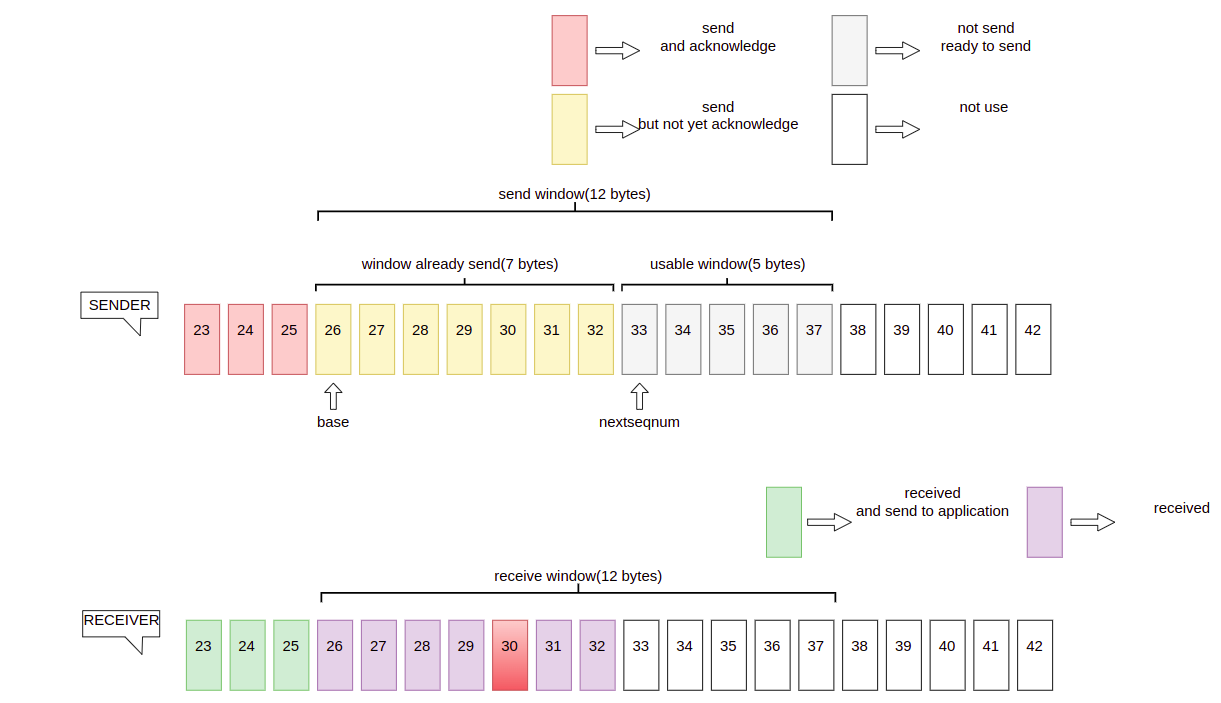 send
and acknowledge
not send
ready to send
send
but not yet acknowledge
not use
send window(12 bytes)
window already send(7 bytes)
usable window(5 bytes)
SENDER
23 24 25 26 27 28 29 30 31 32 33 34 35 36 37 38 39 40 41 42
base
nextseqnum
received
and send to application
received
receive window(12 bytes)
RECEIVER
23 24 25 26 27 28 29 30 31 32 33 34 35 36 37 38 39 40 41 42